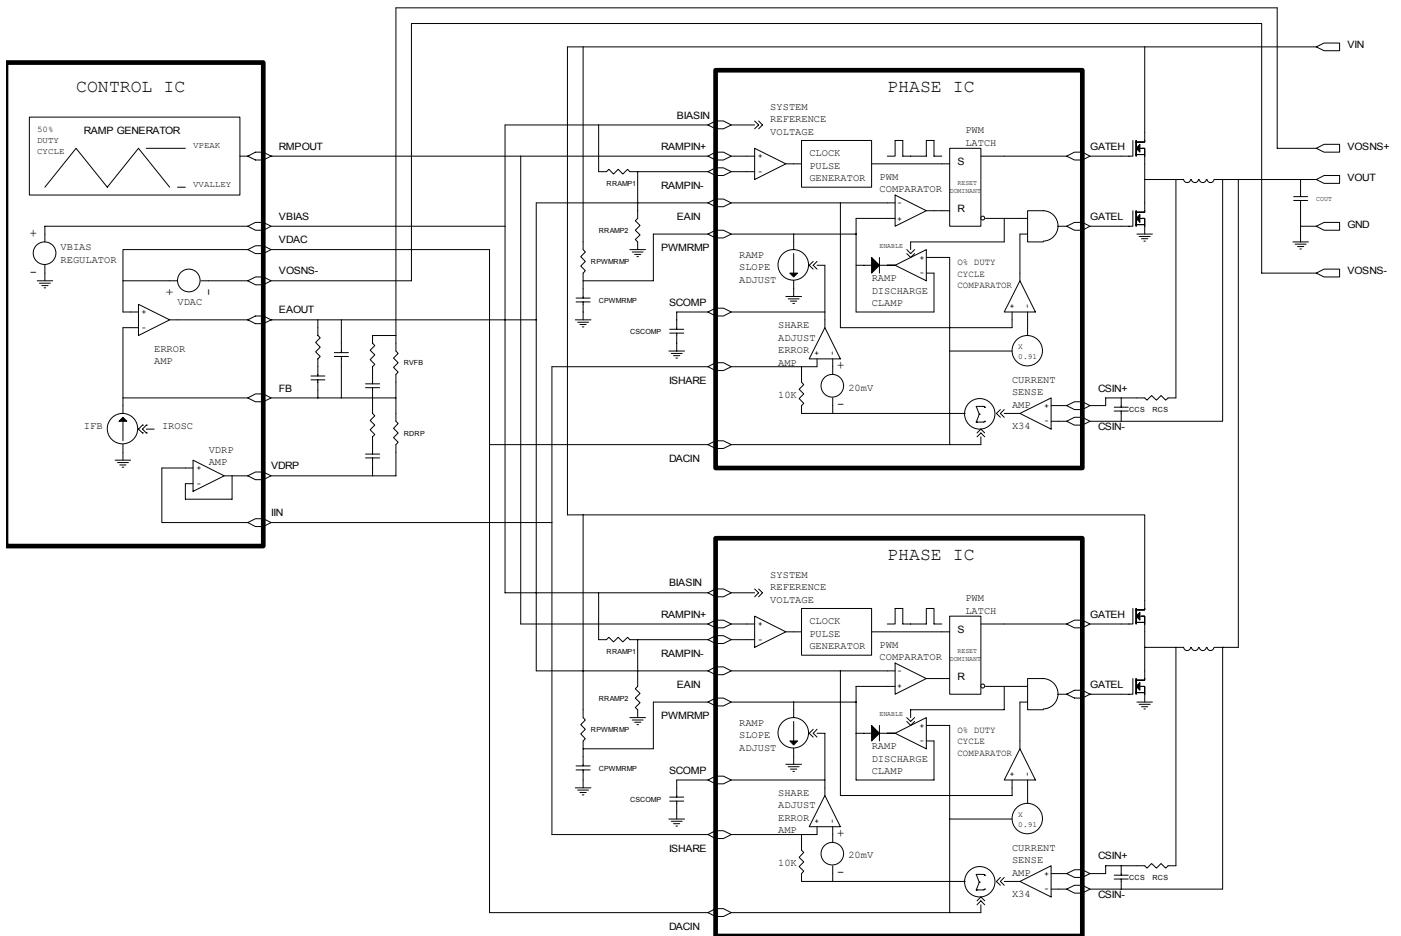 CONTROL IC
50%
DUTY
CYCLE
RAMP GENERATOR
VPEAK
VVALLEY
RMPOUT
VBIAS
VDAC
VOSNS-
EAOUT
FB
VDRP
IIN
+
-
VBIAS
REGULATOR
+
-
VDAC
+
-
ERROR
AMP
IFB
IROSC
VDRP
AMP
+
-
RVFB
RDRP
VIN
VOSNS+
VOUT
COUT
GND
VOSNS-
PHASE IC
BIASIN
RAMPIN+
RAMPIN-
EAIN
PWMRMP
SCOMP
ISHARE
DACIN
RRAMP1
RRAMP2
RPWMRMP
CPWMRMP
CSCOMP
SYSTEM
REFERENCE
VOLTAGE
+
-
CLOCK
PULSE
GENERATOR
PWM
LATCH
S
RESET
DOMINANT
R
PWM
COMPARATOR
-
+
ENABLE
RAMP
SLOPE
ADJUST
RAMP
DISCHARGE
CLAMP
+
-
0% DUTY
CYCLE
COMPARATOR
+
-
X
0.91
SHARE
ADJUST
ERROR
AMP
+
-
+
20mV
-
10K
Σ
CURRENT
SENSE
AMP
X34
+
-
GATEH
GATEL
CSIN+
CCS
RCS
CSIN-
PHASE IC
BIASIN
RAMPIN+
RAMPIN-
EAIN
PWMRMP
SCOMP
ISHARE
DACIN
RRAMP1
RRAMP2
RPWMRMP
CPWMRMP
CSCOMP
SYSTEM
REFERENCE
VOLTAGE
+
-
CLOCK
PULSE
GENERATOR
PWM
LATCH
S
RESET
DOMINANT
R
PWM
COMPARATOR
-
+
ENABLE
RAMP
SLOPE
ADJUST
RAMP
DISCHARGE
CLAMP
+
-
0% DUTY
CYCLE
COMPARATOR
+
-
X
0.91
SHARE
ADJUST
ERROR
AMP
+
-
+
20mV
-
10K
Σ
CURRENT
SENSE
AMP
X34
+
-
GATEH
GATEL
CSIN+
CCS
RCS
CSIN-